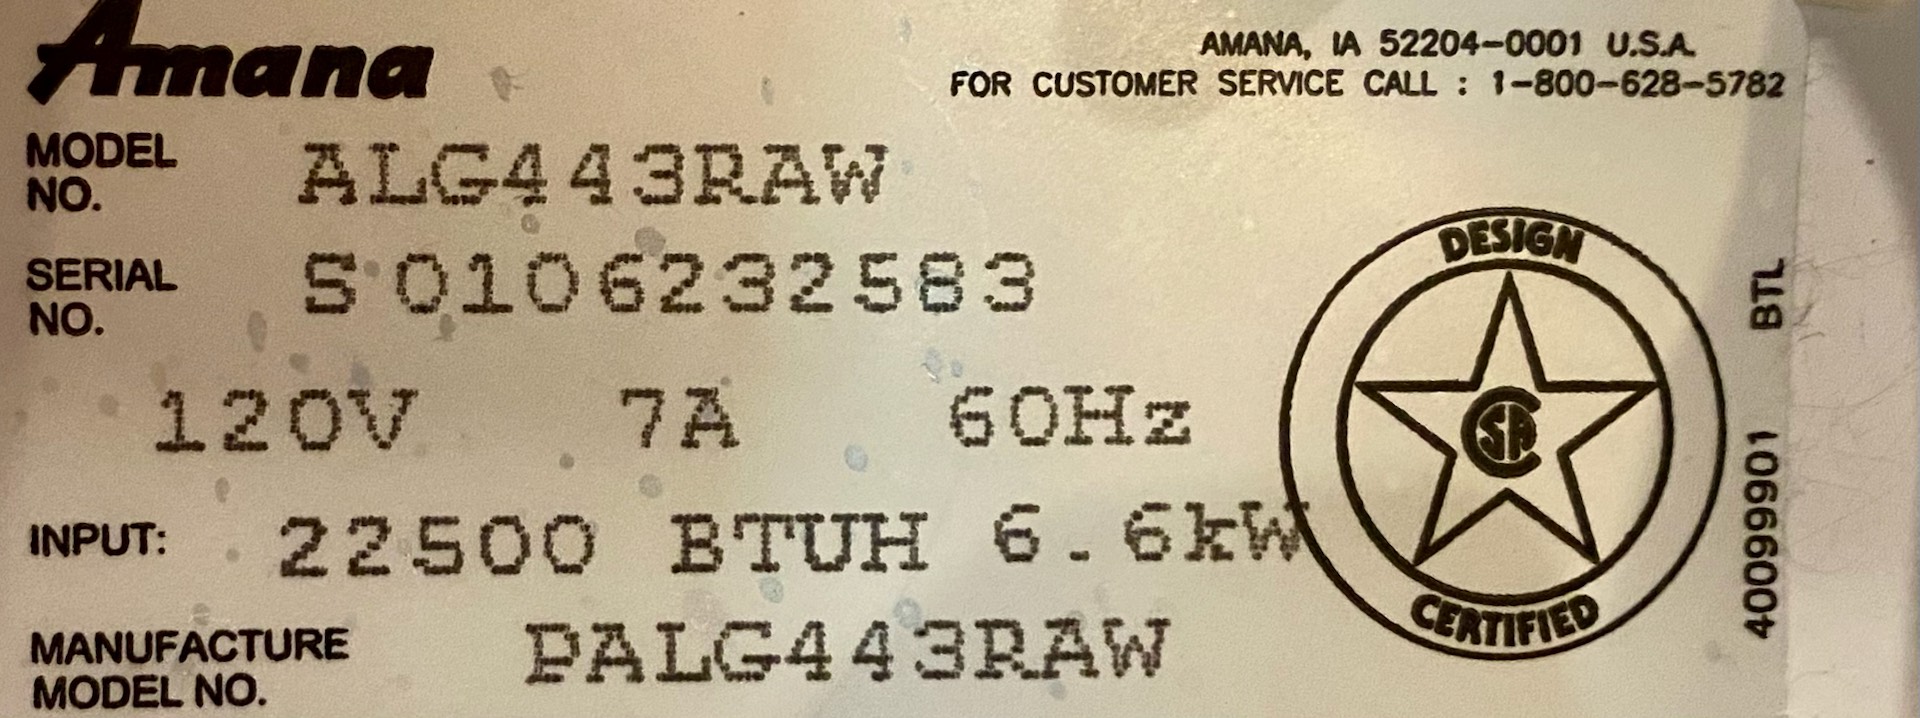 Amana
AMANA, IA 52204-0001 U.S.A.
FOR CUSTOMER SERVICE CALL : 1-800-628-5782
MODEL NO. ALG443RAW
SERIAL NO. S 0106232583
120V 7A 60Hz
INPUT: 22500 BTUH 6.6kW
MANUFACTURE MODEL NO. PALG443RAW
DESIGN
CSA
CERTIFIED
40099901 BTL